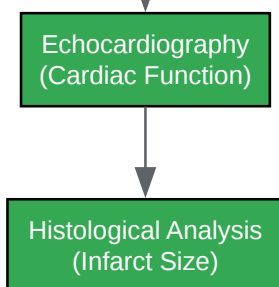 Echocardiography
(Cardiac Function)
Histological Analysis
(Infarct Size)